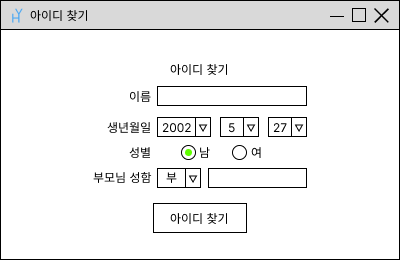 HY 아이디 찾기
아이디 찾기
이름
생년월일 2002 5 27
성별 남 여
부모님 성함 부
아이디 찾기